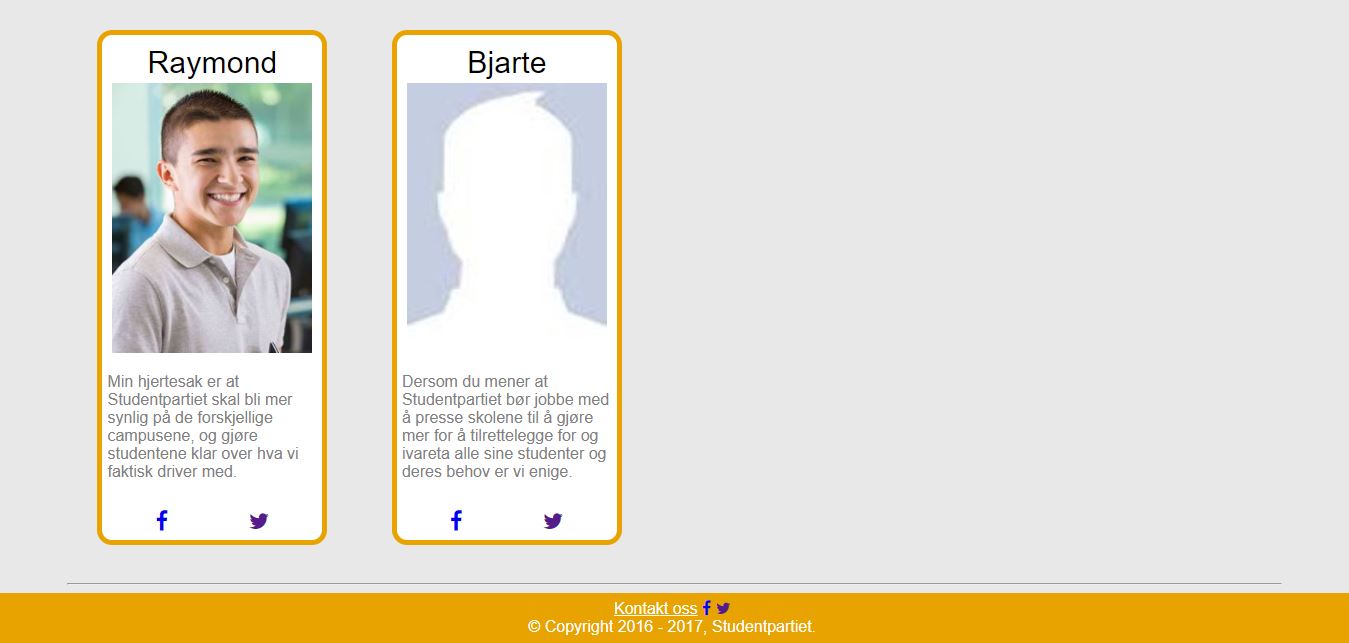 Raymond
Min hjertesak er at
Studentpartiet skal bli mer
synlig på de forskjellige
campusene, og gjøre
studentene klar over hva vi
faktisk driver med.
Bjarte
Dersom du mener at
Studentpartiet bør jobbe med
å presse skolene til å gjøre
mer for å tilrettelegge for og
ivareta alle sine studenter og
deres behov er vi enige.
Kontakt oss
© Copyright 2016 - 2017, Studentpartiet.